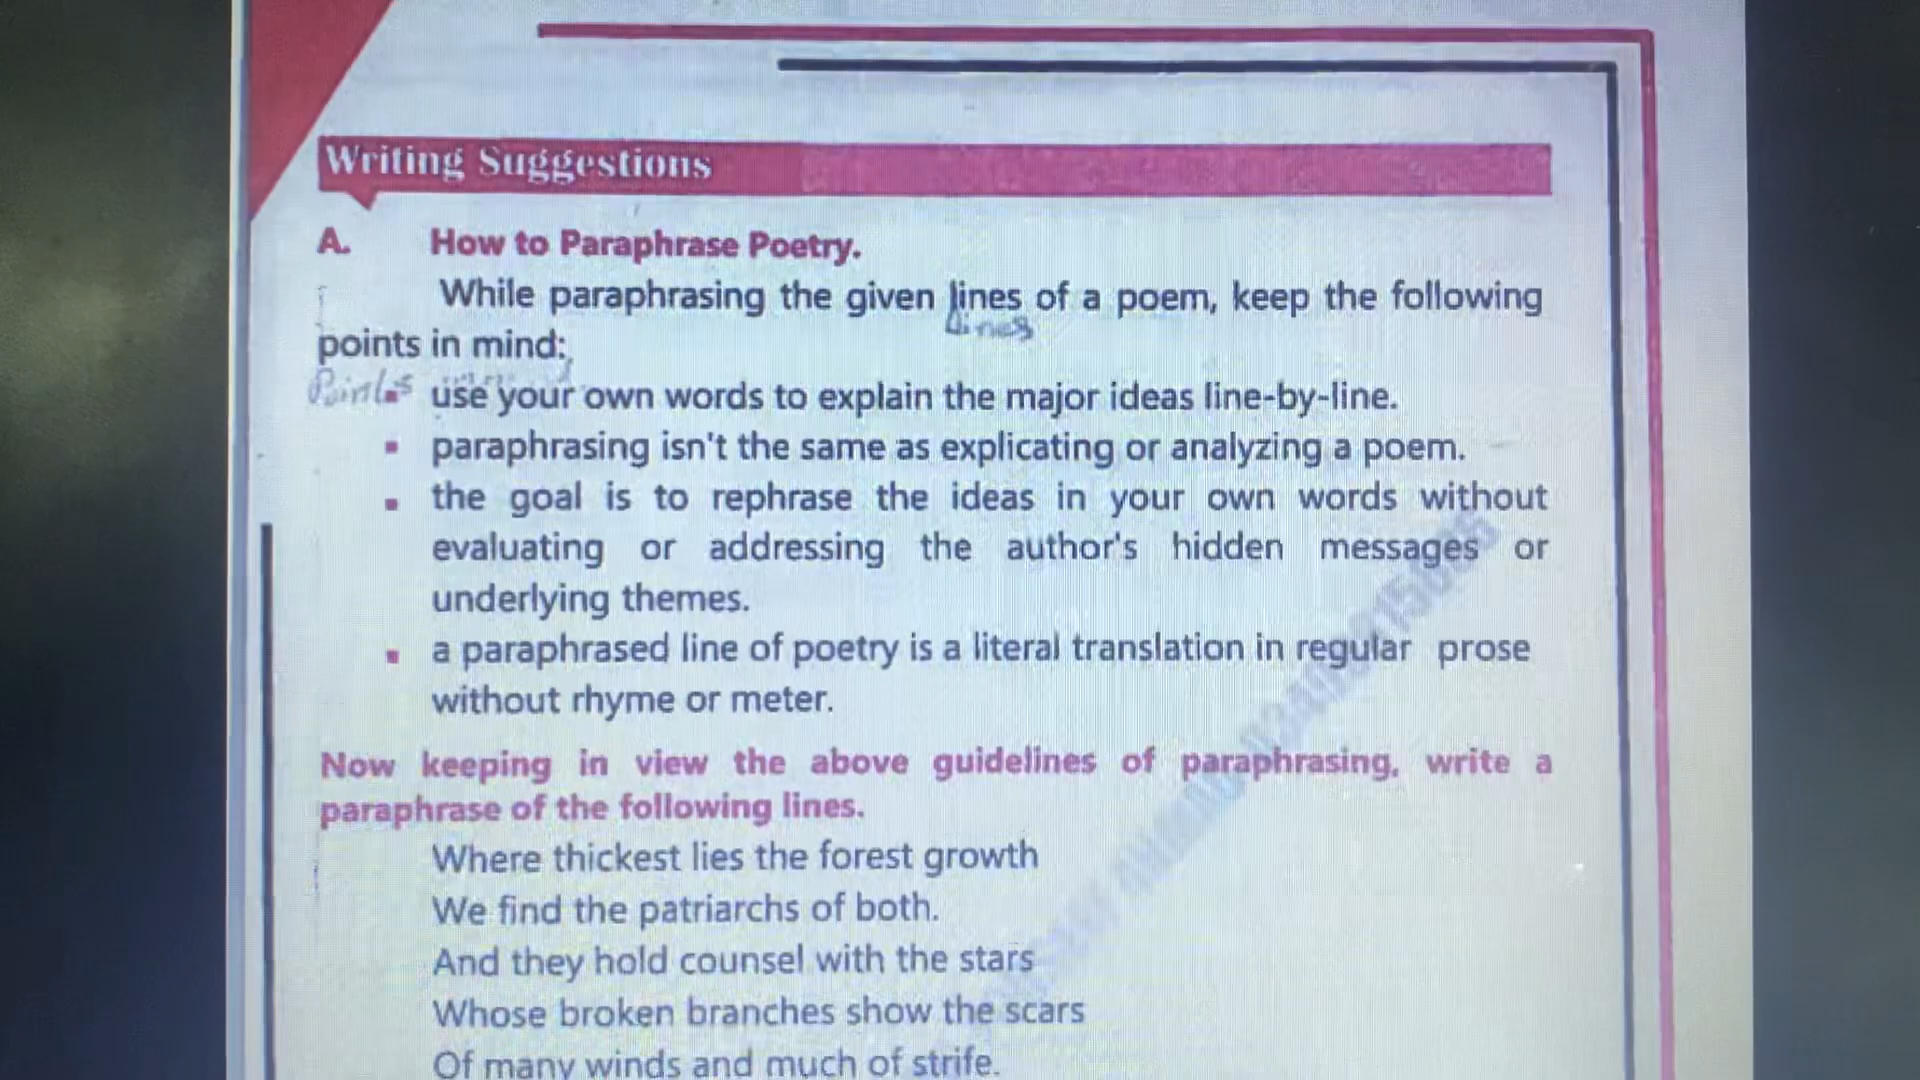 Writing Suggestions
A. How to Paraphrase Poetry.
While paraphrasing the given lines of a poem, keep the following
lines
points in mind:
Points
▪ use your own words to explain the major ideas line-by-line.
▪ paraphrasing isn't the same as explicating or analyzing a poem.
▪ the goal is to rephrase the ideas in your own words without
evaluating or addressing the author's hidden messages or
underlying themes.
▪ a paraphrased line of poetry is a literal translation in regular prose
without rhyme or meter.
Now keeping in view the above guidelines of paraphrasing, write a
paraphrase of the following lines.
Where thickest lies the forest growth
We find the patriarchs of both.
And they hold counsel with the stars
Whose broken branches show the scars
Of many winds and much of strife.